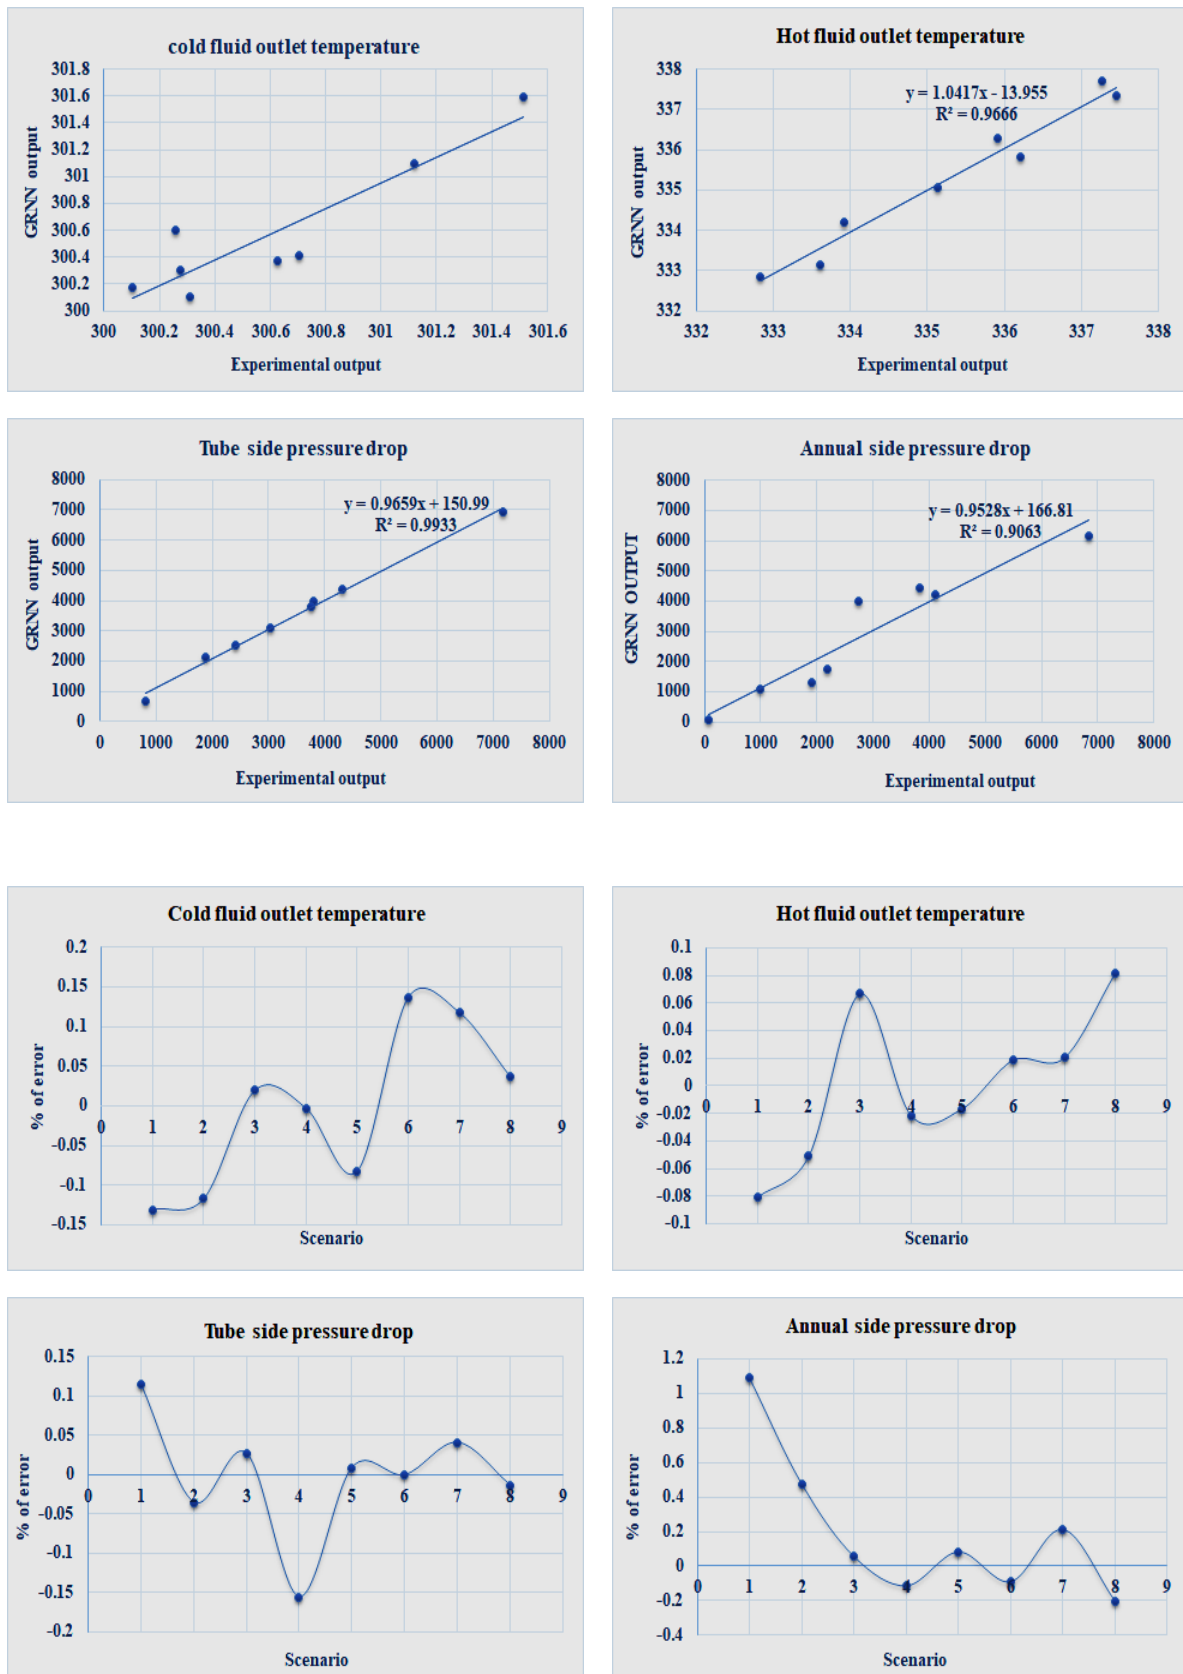 cold fluid outlet temperature
301.8
301.6
301.4
301.2
301
300.8
300.6
300.4
300.2
300
GRNN output
300 300.2 300.4 300.6 300.8 301 301.2 301.4 301.6
Experimental output
Hot fluid outlet temperature
y = 1.0417x - 13.955
R² = 0.9666
338
337
336
335
334
333
332
GRNN output
332 333 334 335 336 337 338
Experimental output
Tube side pressure drop
y = 0.9659x + 150.99
R² = 0.9933
8000
7000
6000
5000
4000
3000
2000
1000
0
GRNN output
0 1000 2000 3000 4000 5000 6000 7000 8000
Experimental output
Annual side pressure drop
y = 0.9528x + 166.81
R² = 0.9063
8000
7000
6000
5000
4000
3000
2000
1000
0
GRNN OUTPUT
0 1000 2000 3000 4000 5000 6000 7000 8000
Experimental output
Cold fluid outlet temperature
0.2
0.15
0.1
0.05
0
-0.05
-0.1
-0.15
% of error
0 1 2 3 4 5 6 7 8 9
Scenario
Hot fluid outlet temperature
0.1
0.08
0.06
0.04
0.02
0
-0.02
-0.04
-0.06
-0.08
-0.1
% of error
0 1 2 3 4 5 6 7 8 9
Scenario
Tube side pressure drop
0.15
0.1
0.05
0
-0.05
-0.1
-0.15
-0.2
% of error
0 1 2 3 4 5 6 7 8 9
Scenario
Annual side pressure drop
1.2
1
0.8
0.6
0.4
0.2
0
-0.2
-0.4
% of error
0 1 2 3 4 5 6 7 8 9
Scenario